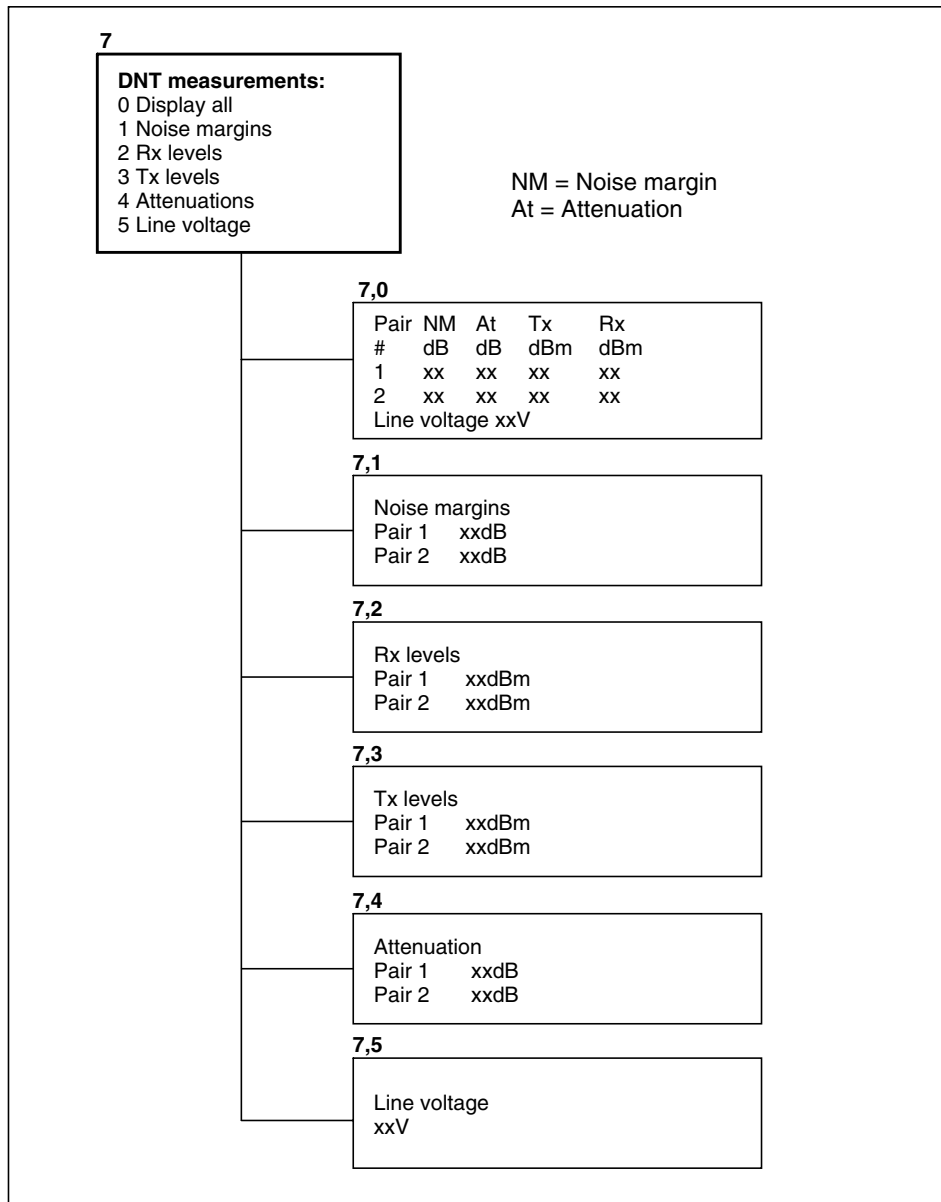 7
DNT measurements:
0 Display all
1 Noise margins
2 Rx levels
3 Tx levels
4 Attenuations
5 Line voltage
NM = Noise margin
At = Attenuation
7,0
Pair NM At Tx Rx
# dB dB dBm dBm
1 xx xx xx xx
2 xx xx xx xx
Line voltage xxV
7,1
Noise margins
Pair 1 xxdB
Pair 2 xxdB
7,2
Rx levels
Pair 1 xxdBm
Pair 2 xxdBm
7,3
Tx levels
Pair 1 xxdBm
Pair 2 xxdBm
7,4
Attenuation
Pair 1 xxdB
Pair 2 xxdB
7,5
Line voltage
xxV